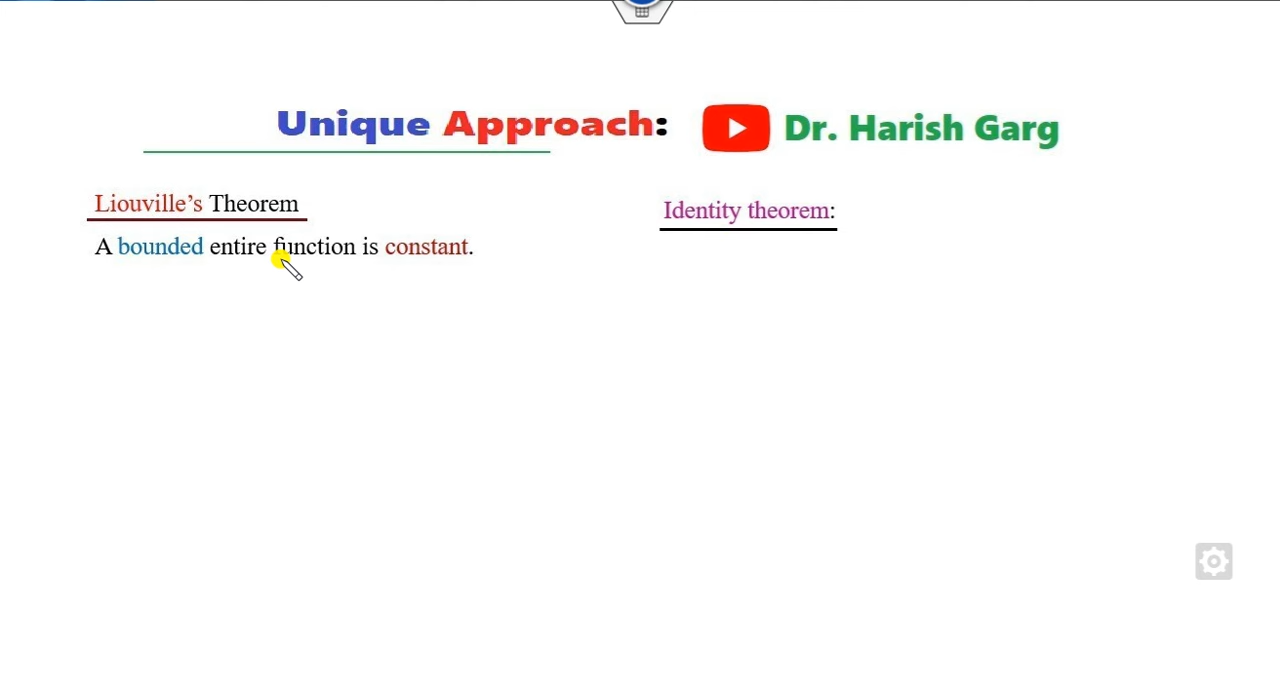 Unique Approach: Dr. Harish Garg
Liouville's Theorem
A bounded entire function is constant.
Identity theorem: